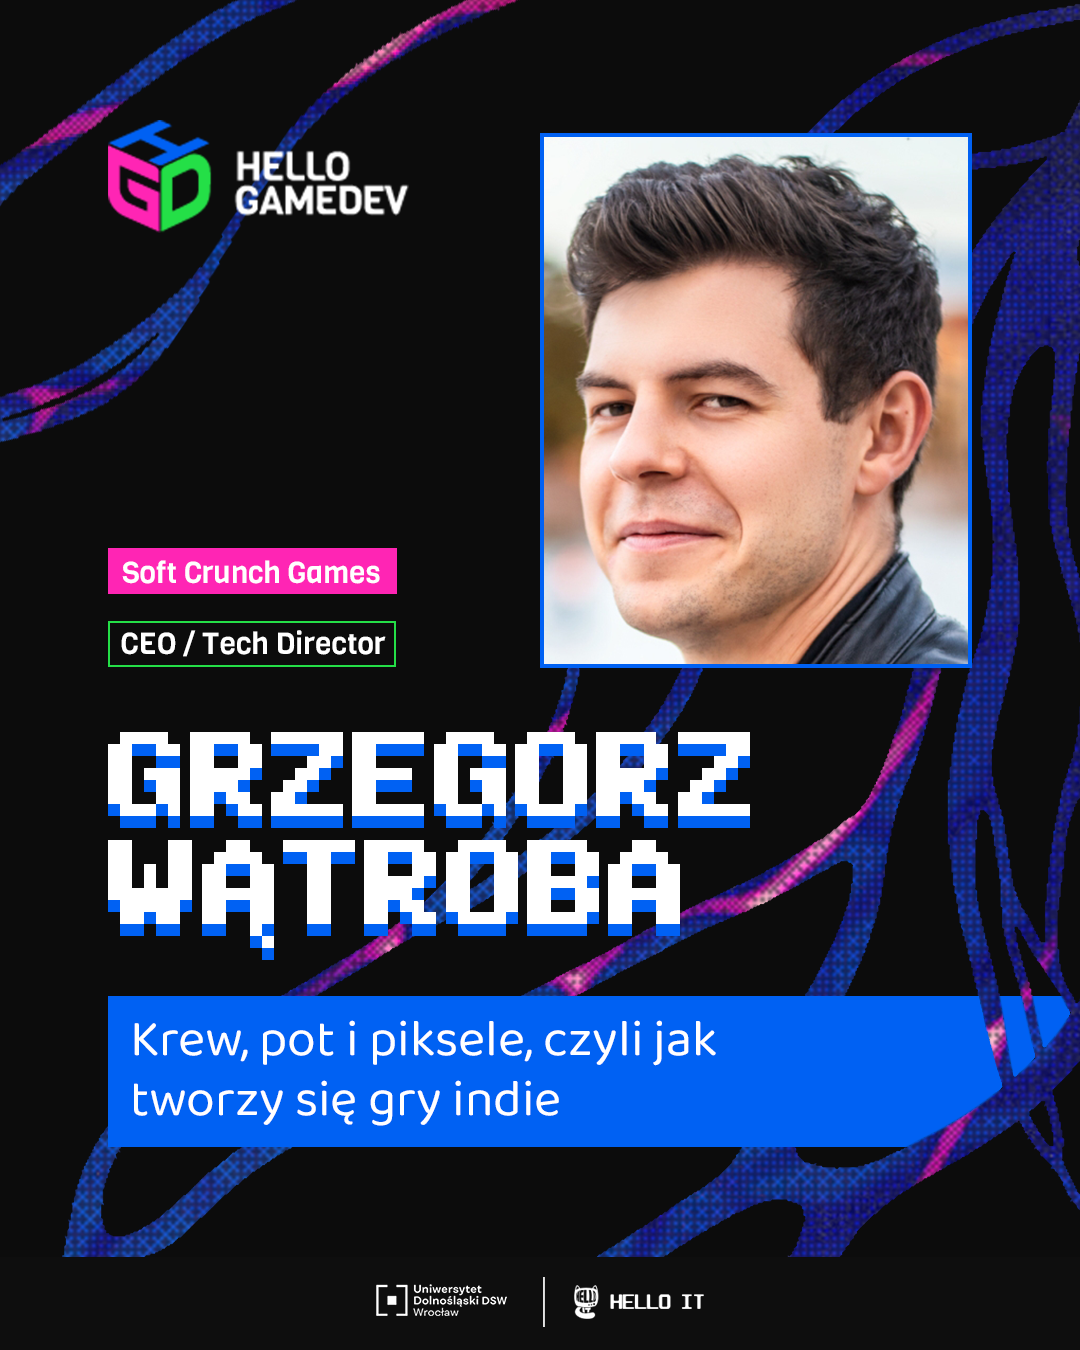 HELLO
GAMEDEV
Soft Crunch Games
CEO / Tech Director
GRZEGORZ
WĄTROBA
Krew, pot i piksele, czyli jak
tworzy się gry indie
Uniwersytet
Dolnośląski DSW
Wrocław
HELLO IT